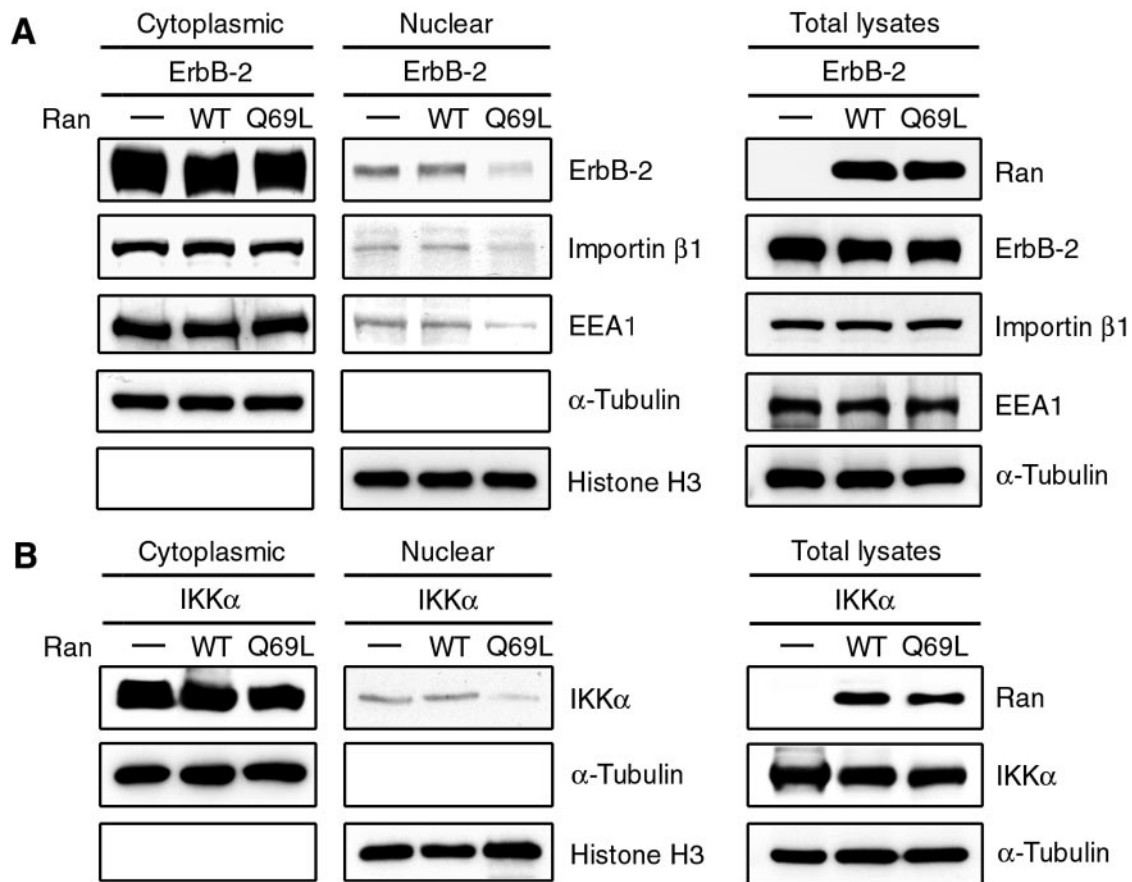 A
Cytoplasmic Nuclear Total lysates
ErbB-2 ErbB-2 ErbB-2
Ran — WT Q69L — WT Q69L — WT Q69L
ErbB-2 Ran
Importin β1 ErbB-2
EEA1 Importin β1
α-Tubulin EEA1
Histone H3 α-Tubulin
B
Cytoplasmic Nuclear Total lysates
IKKα IKKα IKKα
Ran — WT Q69L — WT Q69L — WT Q69L
IKKα Ran
α-Tubulin IKKα
Histone H3 α-Tubulin